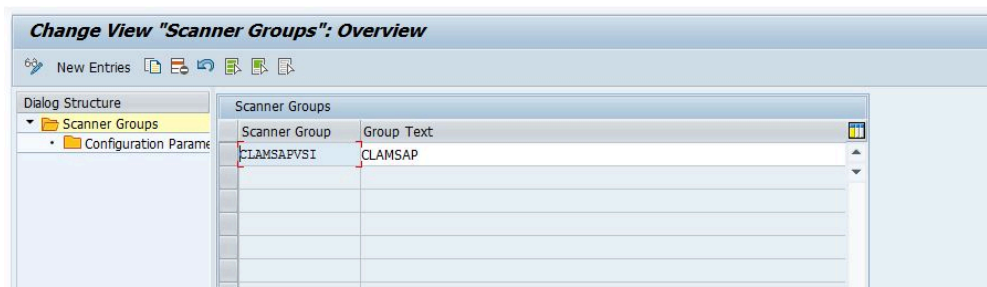 Change View "Scanner Groups": Overview
New Entries
Dialog Structure
Scanner Groups
Configuration Parame
Scanner Groups
Scanner Group Group Text
CLAMSAPVSI CLAMSAP